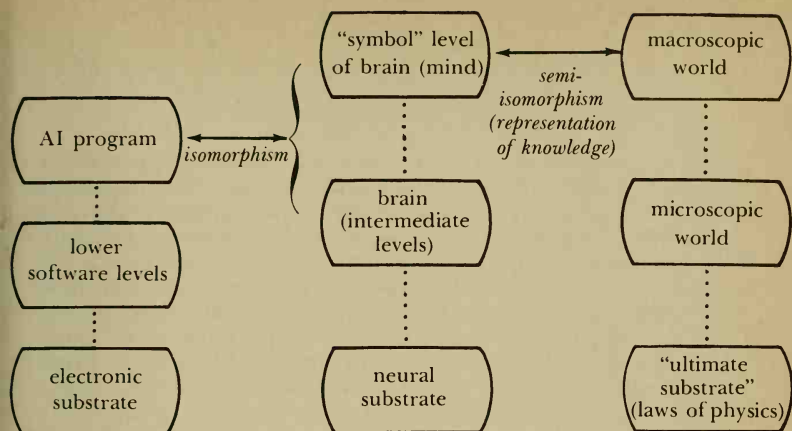 “symbol” level
of brain (mind)
semi-
isomorphism
(representation
of knowledge)
macroscopic
world
AI program
isomorphism
brain
(intermediate
levels)
microscopic
world
lower
software levels
electronic
substrate
neural
substrate
“ultimate
substrate”
(laws of physics)